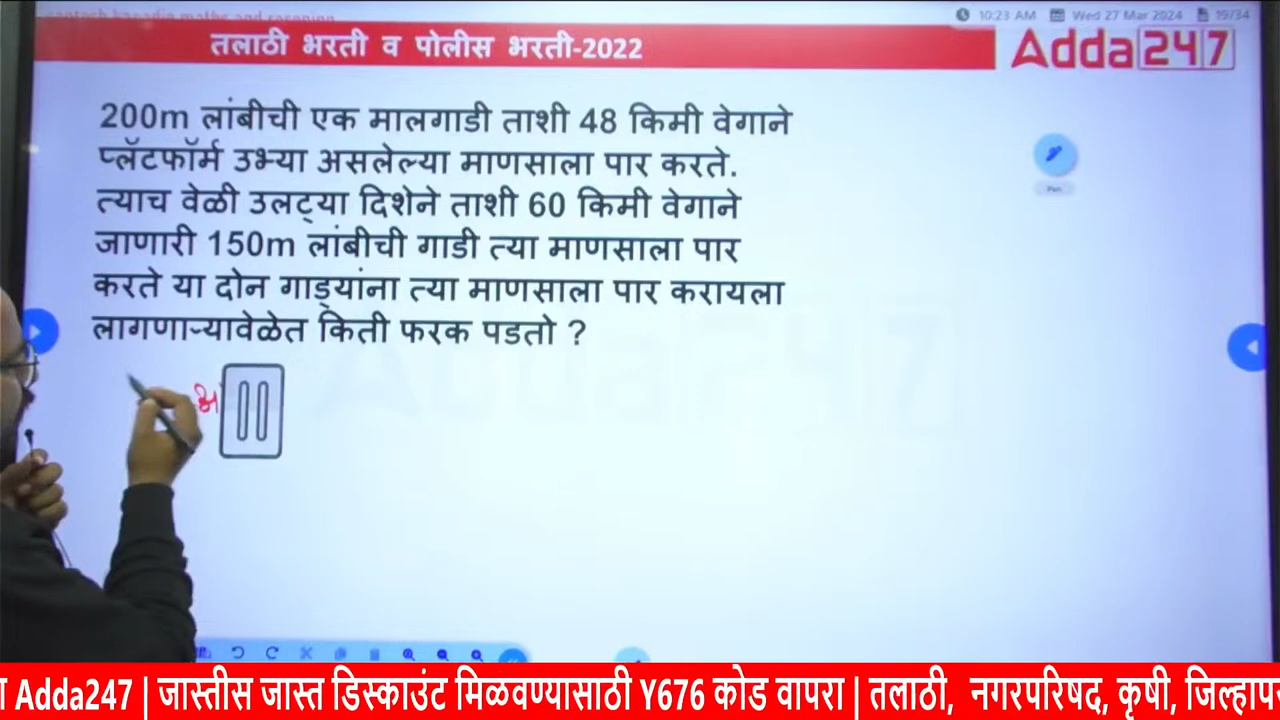 10:23 AM Wed 27 Mar 2024 19/34
तलाठी भरती व पोलीस भरती-2022
Adda247
200m लांबीची एक मालगाडी ताशी 48 किमी वेगाने
प्लॅटफॉर्म उभ्या असलेल्या माणसाला पार करते.
त्याच वेळी उलट्या दिशेने ताशी 60 किमी वेगाने
जाणारी 150m लांबीची गाडी त्या माणसाला पार
करते या दोन गाड्यांना त्या माणसाला पार करायला
लागणाऱ्यावेळेत किती फरक पडतो ?
Pen
Adda247 | जास्तीस जास्त डिस्काउंट मिळवण्यासाठी Y676 कोड वापरा | तलाठी, नगरपरिषद, कृषी,